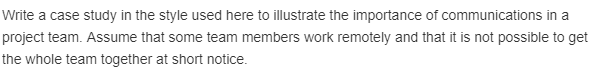 Write a case study in the style used here to illustrate the importance of communications in a
project team. Assume that some team members work remotely and that it is not possible to get
the whole team together at short notice.